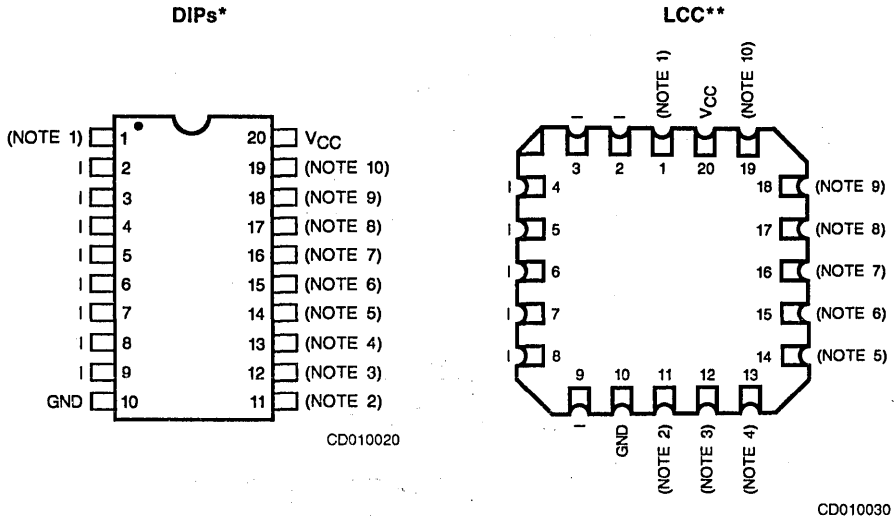 DIPs*
(NOTE 1) 1 20 VCC
I 2 19 (NOTE 10)
I 3 18 (NOTE 9)
I 4 17 (NOTE 8)
I 5 16 (NOTE 7)
I 6 15 (NOTE 6)
I 7 14 (NOTE 5)
I 8 13 (NOTE 4)
I 9 12 (NOTE 3)
GND 10 11 (NOTE 2)
CD010020
LCC**
I I (NOTE 1) VCC (NOTE 10)
3 2 1 20 19
I 4 18 (NOTE 9)
I 5 17 (NOTE 8)
I 6 16 (NOTE 7)
I 7 15 (NOTE 6)
I 8 14 (NOTE 5)
9 10 11 12 13
I GND (NOTE 2) (NOTE 3) (NOTE 4)
CD010030